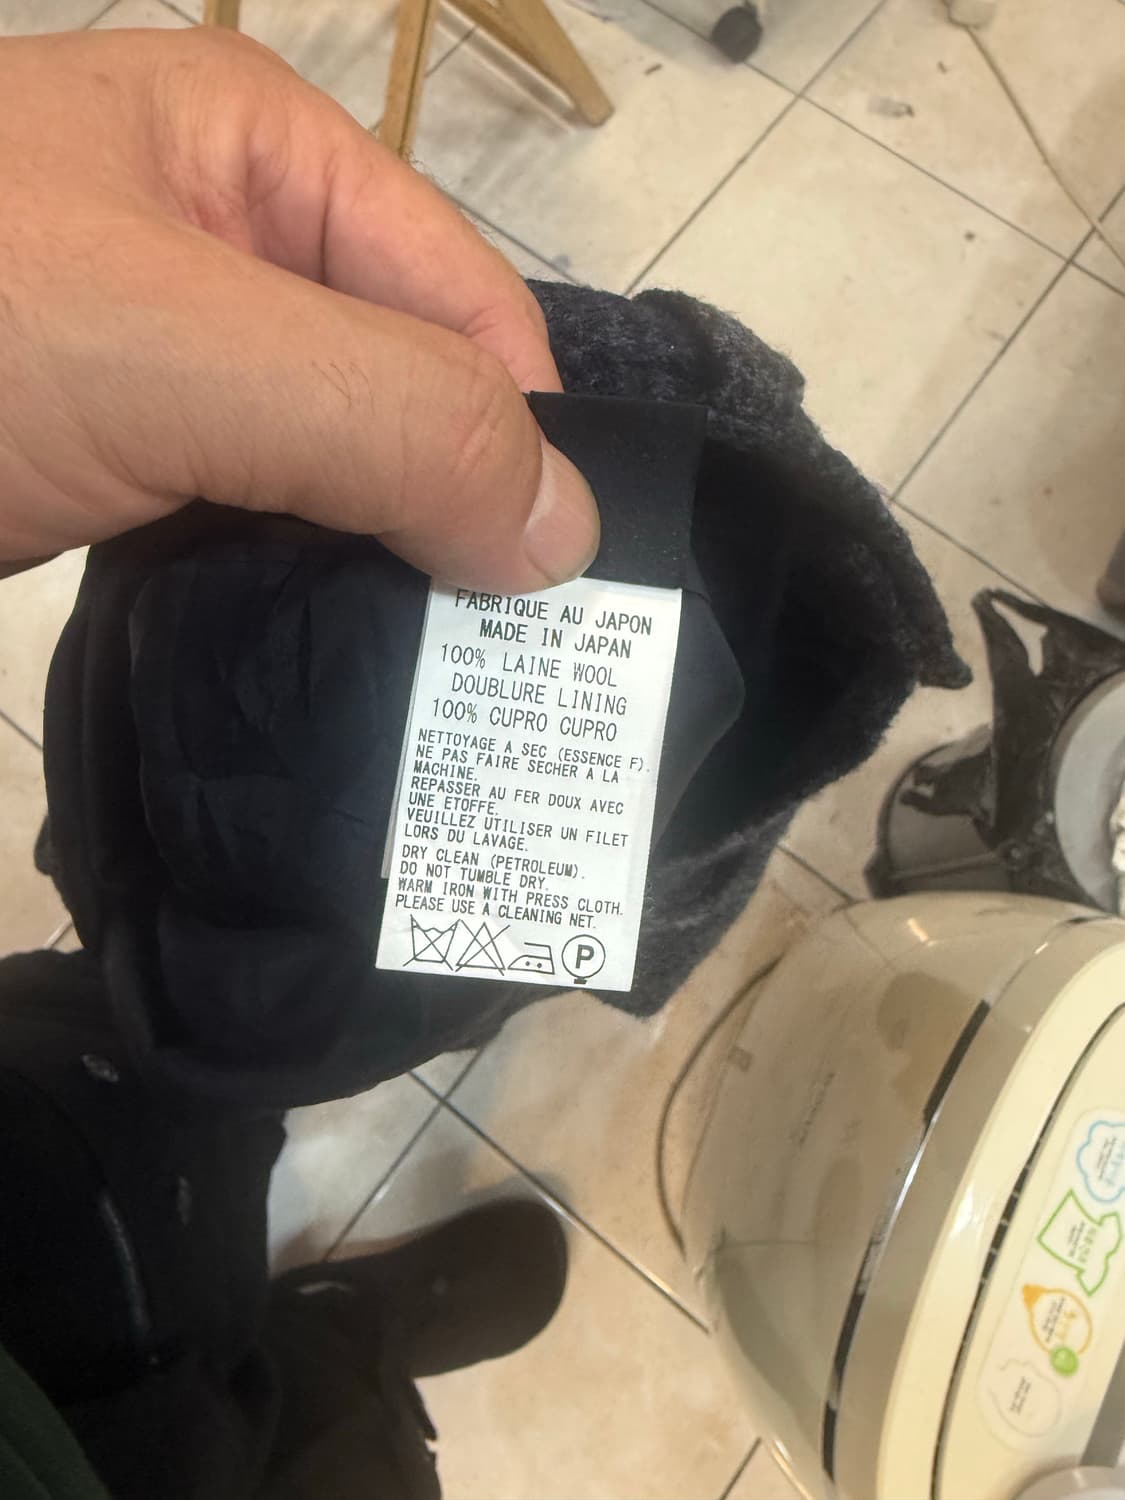 FABRIQUE AU JAPON
MADE IN JAPAN
100% LAINE WOOL
DOUBLURE LINING
100% CUPRO CUPRO
NETTOYAGE A SEC (ESSENCE F).
NE PAS FAIRE SECHER A LA
MACHINE.
REPASSER AU FER DOUX AVEC
UNE ETOFFE.
VEUILLEZ UTILISER UN FILET
LORS DU LAVAGE.
DRY CLEAN (PETROLEUM).
DO NOT TUMBLE DRY.
WARM IRON WITH PRESS CLOTH.
PLEASE USE A CLEANING NET.
P